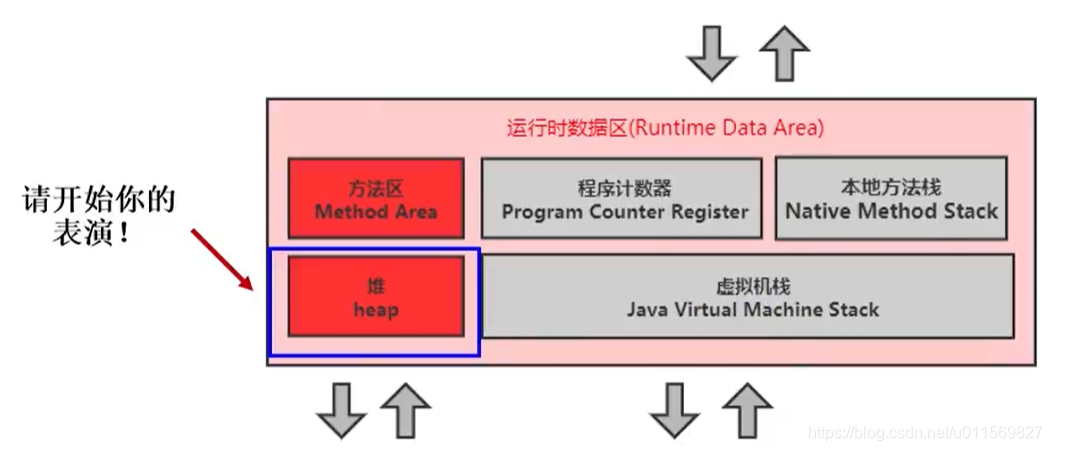 运行时数据区(Runtime Data Area)
方法区
Method Area
程序计数器
Program Counter Register
本地方法栈
Native Method Stack
请开始你的
表演！
堆
heap
虚拟机栈
Java Virtual Machine Stack
https://blog.csdn.net/u011569827